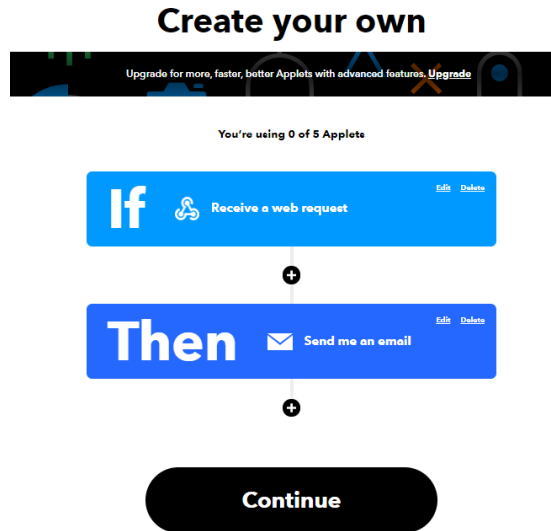 Create your own
Upgrade for more, faster, better Applets with advanced features. Upgrade
You're using 0 of 5 Applets
If Receive a web request Edit Delete
Then Send me an email Edit Delete
Continue